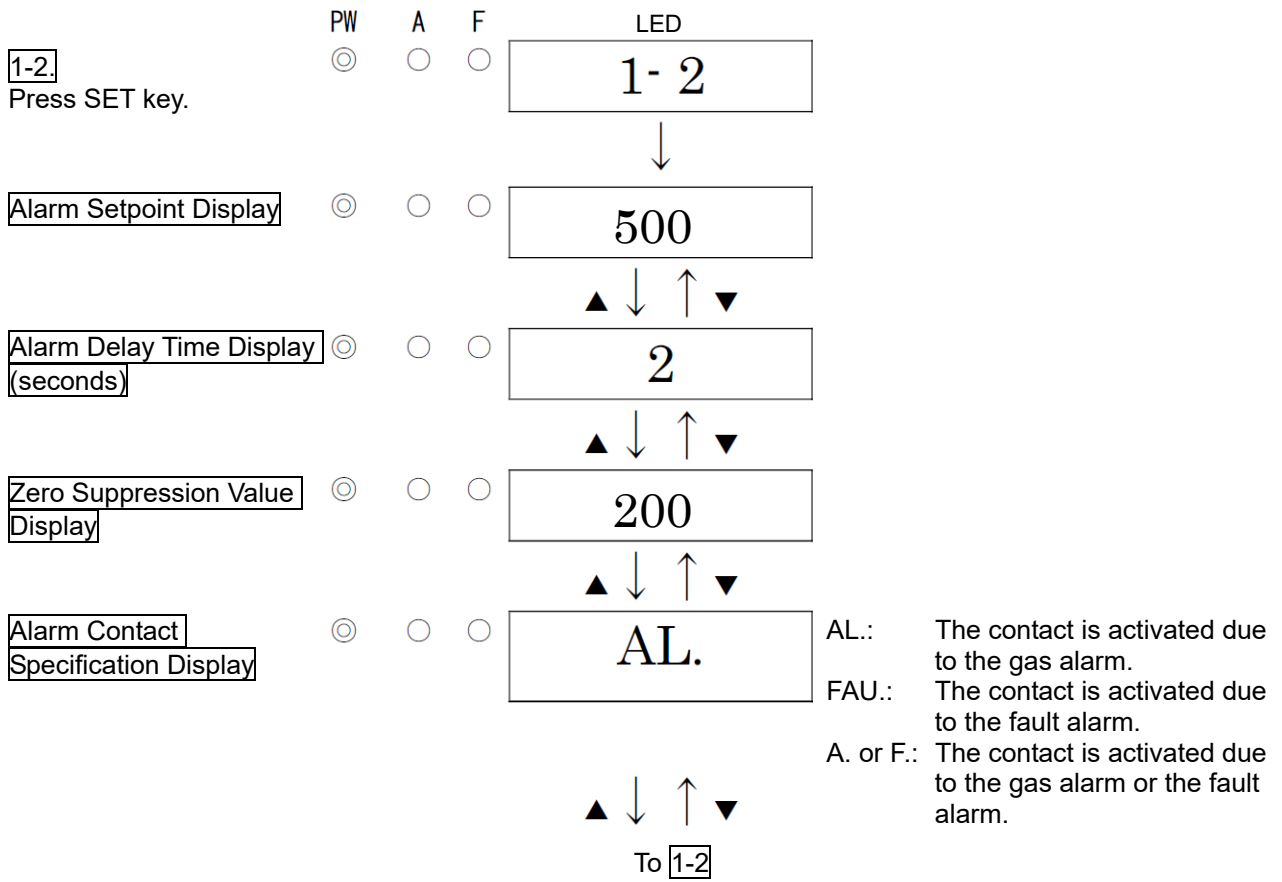 PW A F LED
1-2. ◎ ○ ○ 1- 2
Press SET key.
↓
Alarm Setpoint Display ◎ ○ ○ 500
▲ ↓ ↑ ▼
Alarm Delay Time Display ◎ ○ ○ 2
(seconds)
▲ ↓ ↑ ▼
Zero Suppression Value ◎ ○ ○ 200
Display
▲ ↓ ↑ ▼
Alarm Contact ◎ ○ ○ AL.
Specification Display
AL.: The contact is activated due
to the gas alarm.
FAU.: The contact is activated due
to the fault alarm.
A. or F.: The contact is activated due
to the gas alarm or the fault
alarm.
▲ ↓ ↑ ▼
To 1-2